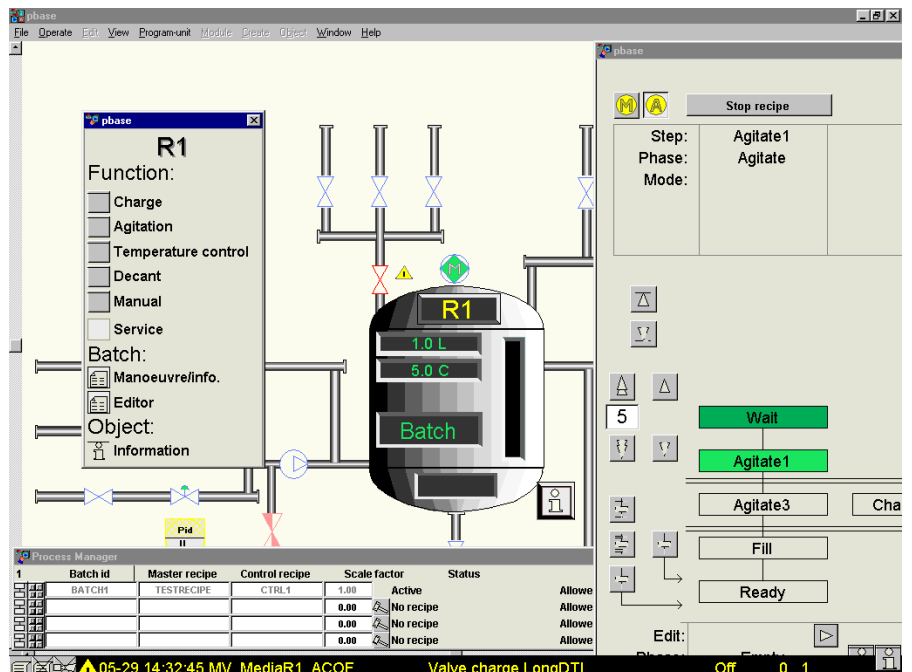 pbase
File Operate Edit View Program-unit Module Create Object Window Help
pbase
R1
Function:
Charge
Agitation
Temperature control
Decant
Manual
Service
Batch:
Manoeuvre/info.
Editor
Object:
Information
M
R1
1.0 L
5.0 C
Batch
Pid
pbase
M A Stop recipe
Step: Agitate1
Phase: Agitate
Mode:
5
Wait
Agitate1
Agitate3 Cha
Fill
Ready
Edit:
Process Manager
1 Batch id Master recipe Control recipe Scale factor Status
BATCH1 TESTRECIPE CTRL1 1.00 Active Allowe
0.00 No recipe Allowe
0.00 No recipe Allowe
0.00 No recipe Allowe
05-29 14:32:45 MV_MediaR1_ACOF Valve charge LongDTI Off 0 1